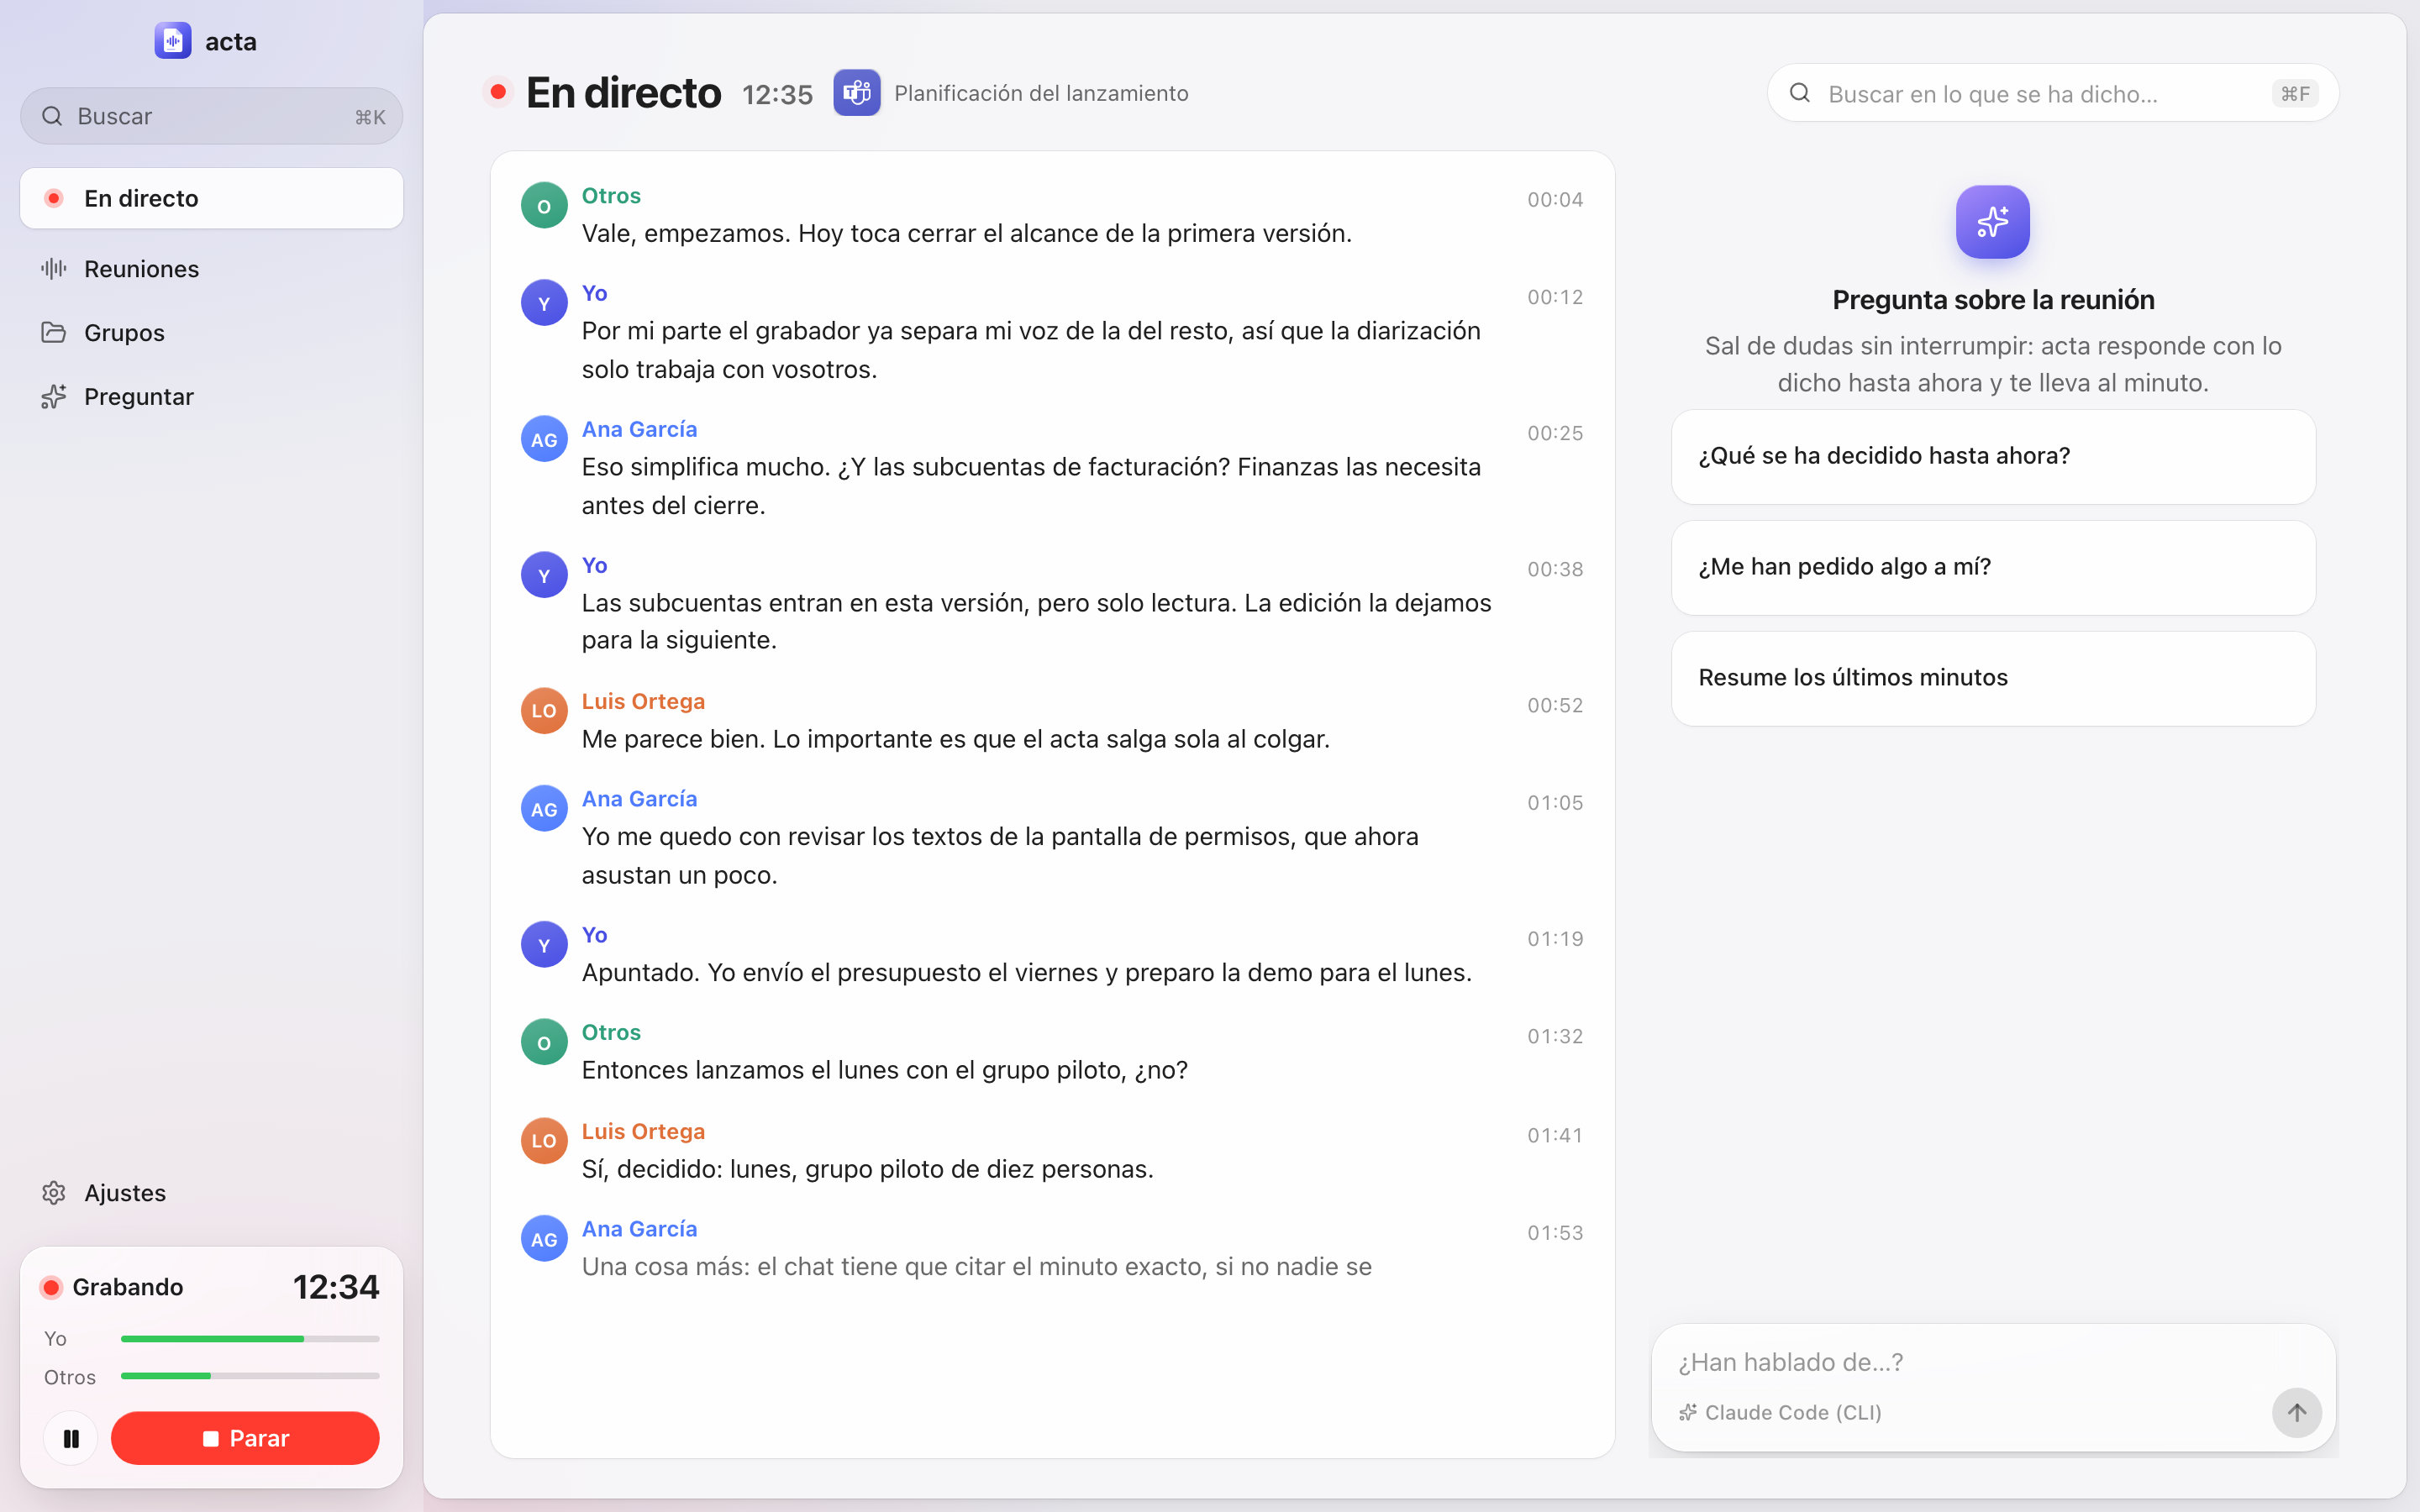 acta
Buscar ⌘K
En directo
Reuniones
Grupos
Preguntar
Ajustes
Grabando 12:34
Yo
Otros
Parar
En directo 12:35 Planificación del lanzamiento
Buscar en lo que se ha dicho... ⌘F
O Otros 00:04
Vale, empezamos. Hoy toca cerrar el alcance de la primera versión.
Y Yo 00:12
Por mi parte el grabador ya separa mi voz de la del resto, así que la diarización
solo trabaja con vosotros.
AG Ana García 00:25
Eso simplifica mucho. ¿Y las subcuentas de facturación? Finanzas las necesita
antes del cierre.
Y Yo 00:38
Las subcuentas entran en esta versión, pero solo lectura. La edición la dejamos
para la siguiente.
LO Luis Ortega 00:52
Me parece bien. Lo importante es que el acta salga sola al colgar.
AG Ana García 01:05
Yo me quedo con revisar los textos de la pantalla de permisos, que ahora
asustan un poco.
Y Yo 01:19
Apuntado. Yo envío el presupuesto el viernes y preparo la demo para el lunes.
O Otros 01:32
Entonces lanzamos el lunes con el grupo piloto, ¿no?
LO Luis Ortega 01:41
Sí, decidido: lunes, grupo piloto de diez personas.
AG Ana García 01:53
Una cosa más: el chat tiene que citar el minuto exacto, si no nadie se
Pregunta sobre la reunión
Sal de dudas sin interrumpir: acta responde con lo
dicho hasta ahora y te lleva al minuto.
¿Qué se ha decidido hasta ahora?
¿Me han pedido algo a mí?
Resume los últimos minutos
¿Han hablado de...?
Claude Code (CLI)